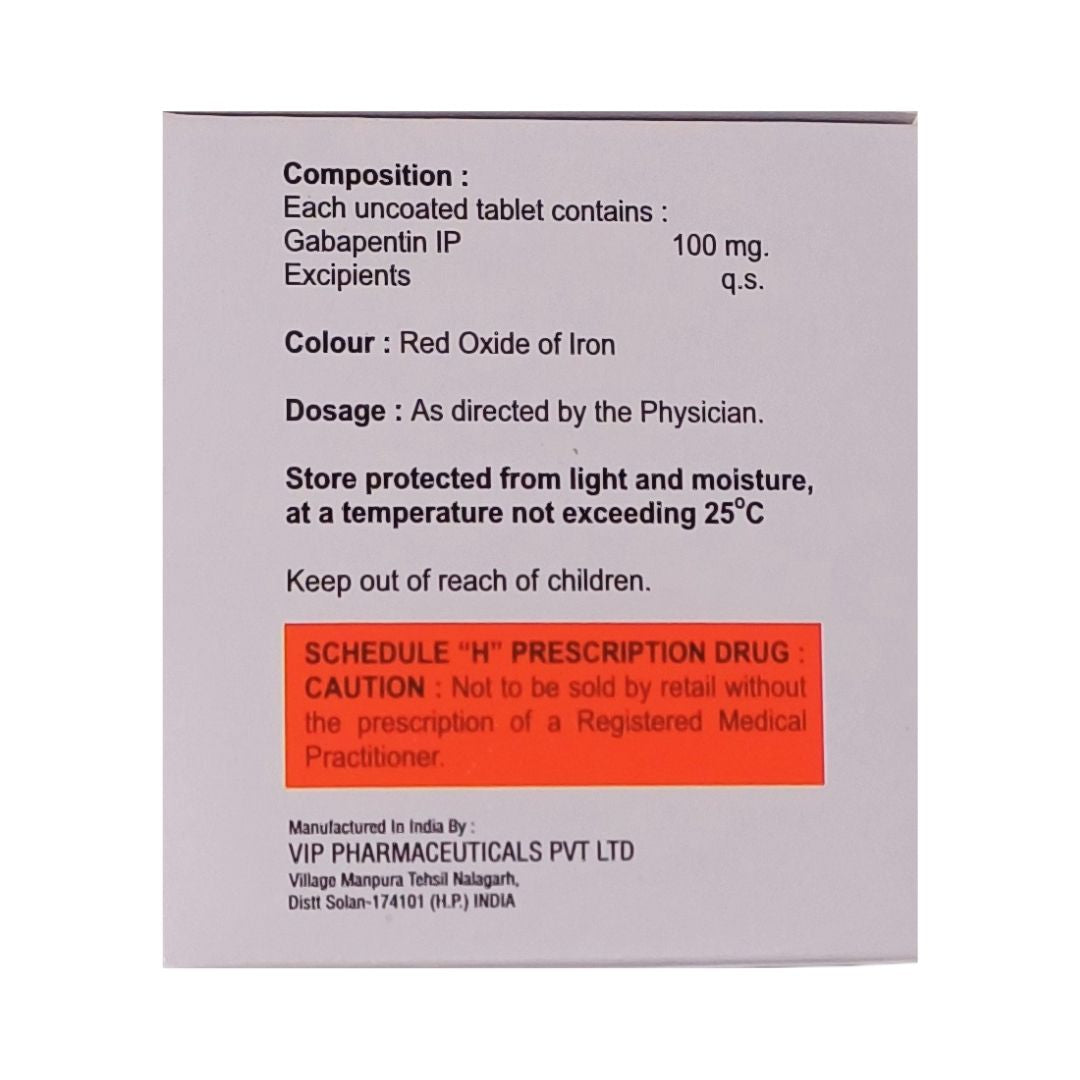 Composition :
Each uncoated tablet contains :
Gabapentin IP 100 mg.
Excipients q.s.
Colour : Red Oxide of Iron
Dosage : As directed by the Physician.
Store protected from light and moisture,
at a temperature not exceeding 25°C
Keep out of reach of children.
SCHEDULE “H” PRESCRIPTION DRUG :
CAUTION : Not to be sold by retail without
the prescription of a Registered Medical
Practitioner.
Manufactured In India By :
VIP PHARMACEUTICALS PVT LTD
Village Manpura Tehsil Nalagarh,
Distt Solan-174101 (H.P.) INDIA